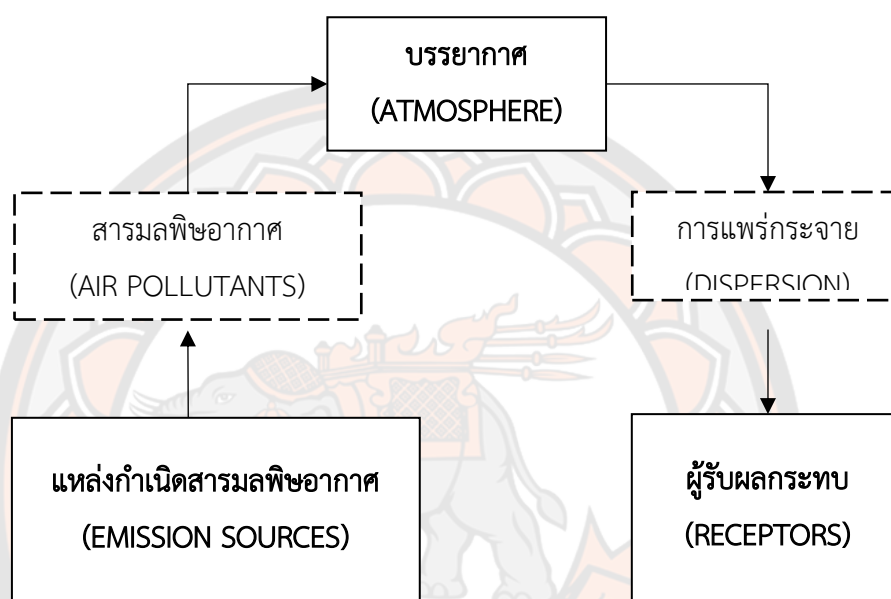 บรรยากาศ
(ATMOSPHERE)
สารมลพิษอากาศ
(AIR POLLUTANTS)
การแพร่กระจาย
(DISPERSION)
แหล่งกำเนิดสารมลพิษอากาศ
(EMISSION SOURCES)
ผู้รับผลกระทบ
(RECEPTORS)